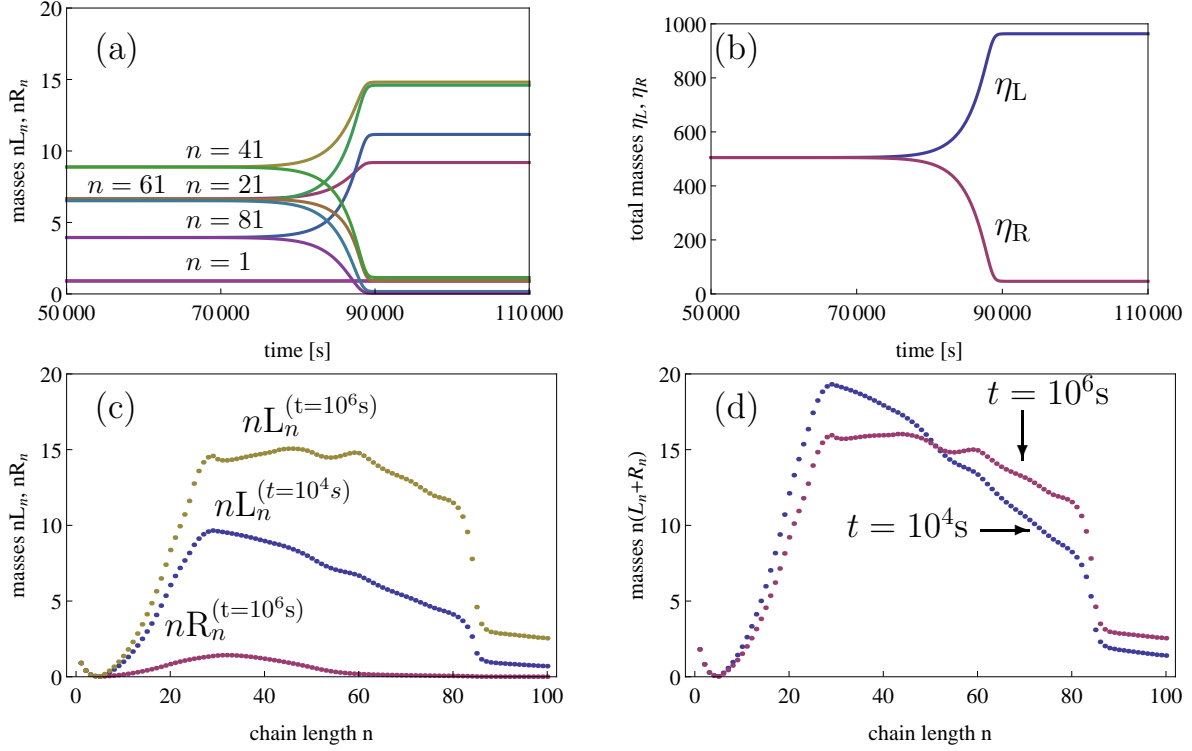 (a)
masses nL_n, nR_n
20
15
10
5
0
n = 41
n = 61 n = 21
n = 81
n = 1
50 000 70 000 90 000 110 000
time [s]
(b)
total masses η_L, η_R
1000
800
600
400
200
0
η_L
η_R
50 000 70 000 90 000 110 000
time [s]
(c)
masses nL_n, nR_n
20
15
10
5
0
nL_n^(t=10^6s)
nL_n^(t=10^4s)
nR_n^(t=10^6s)
0 20 40 60 80 100
chain length n
(d)
masses n(L_n+R_n)
20
15
10
5
0
t = 10^6s
t = 10^4s
0 20 40 60 80 100
chain length n